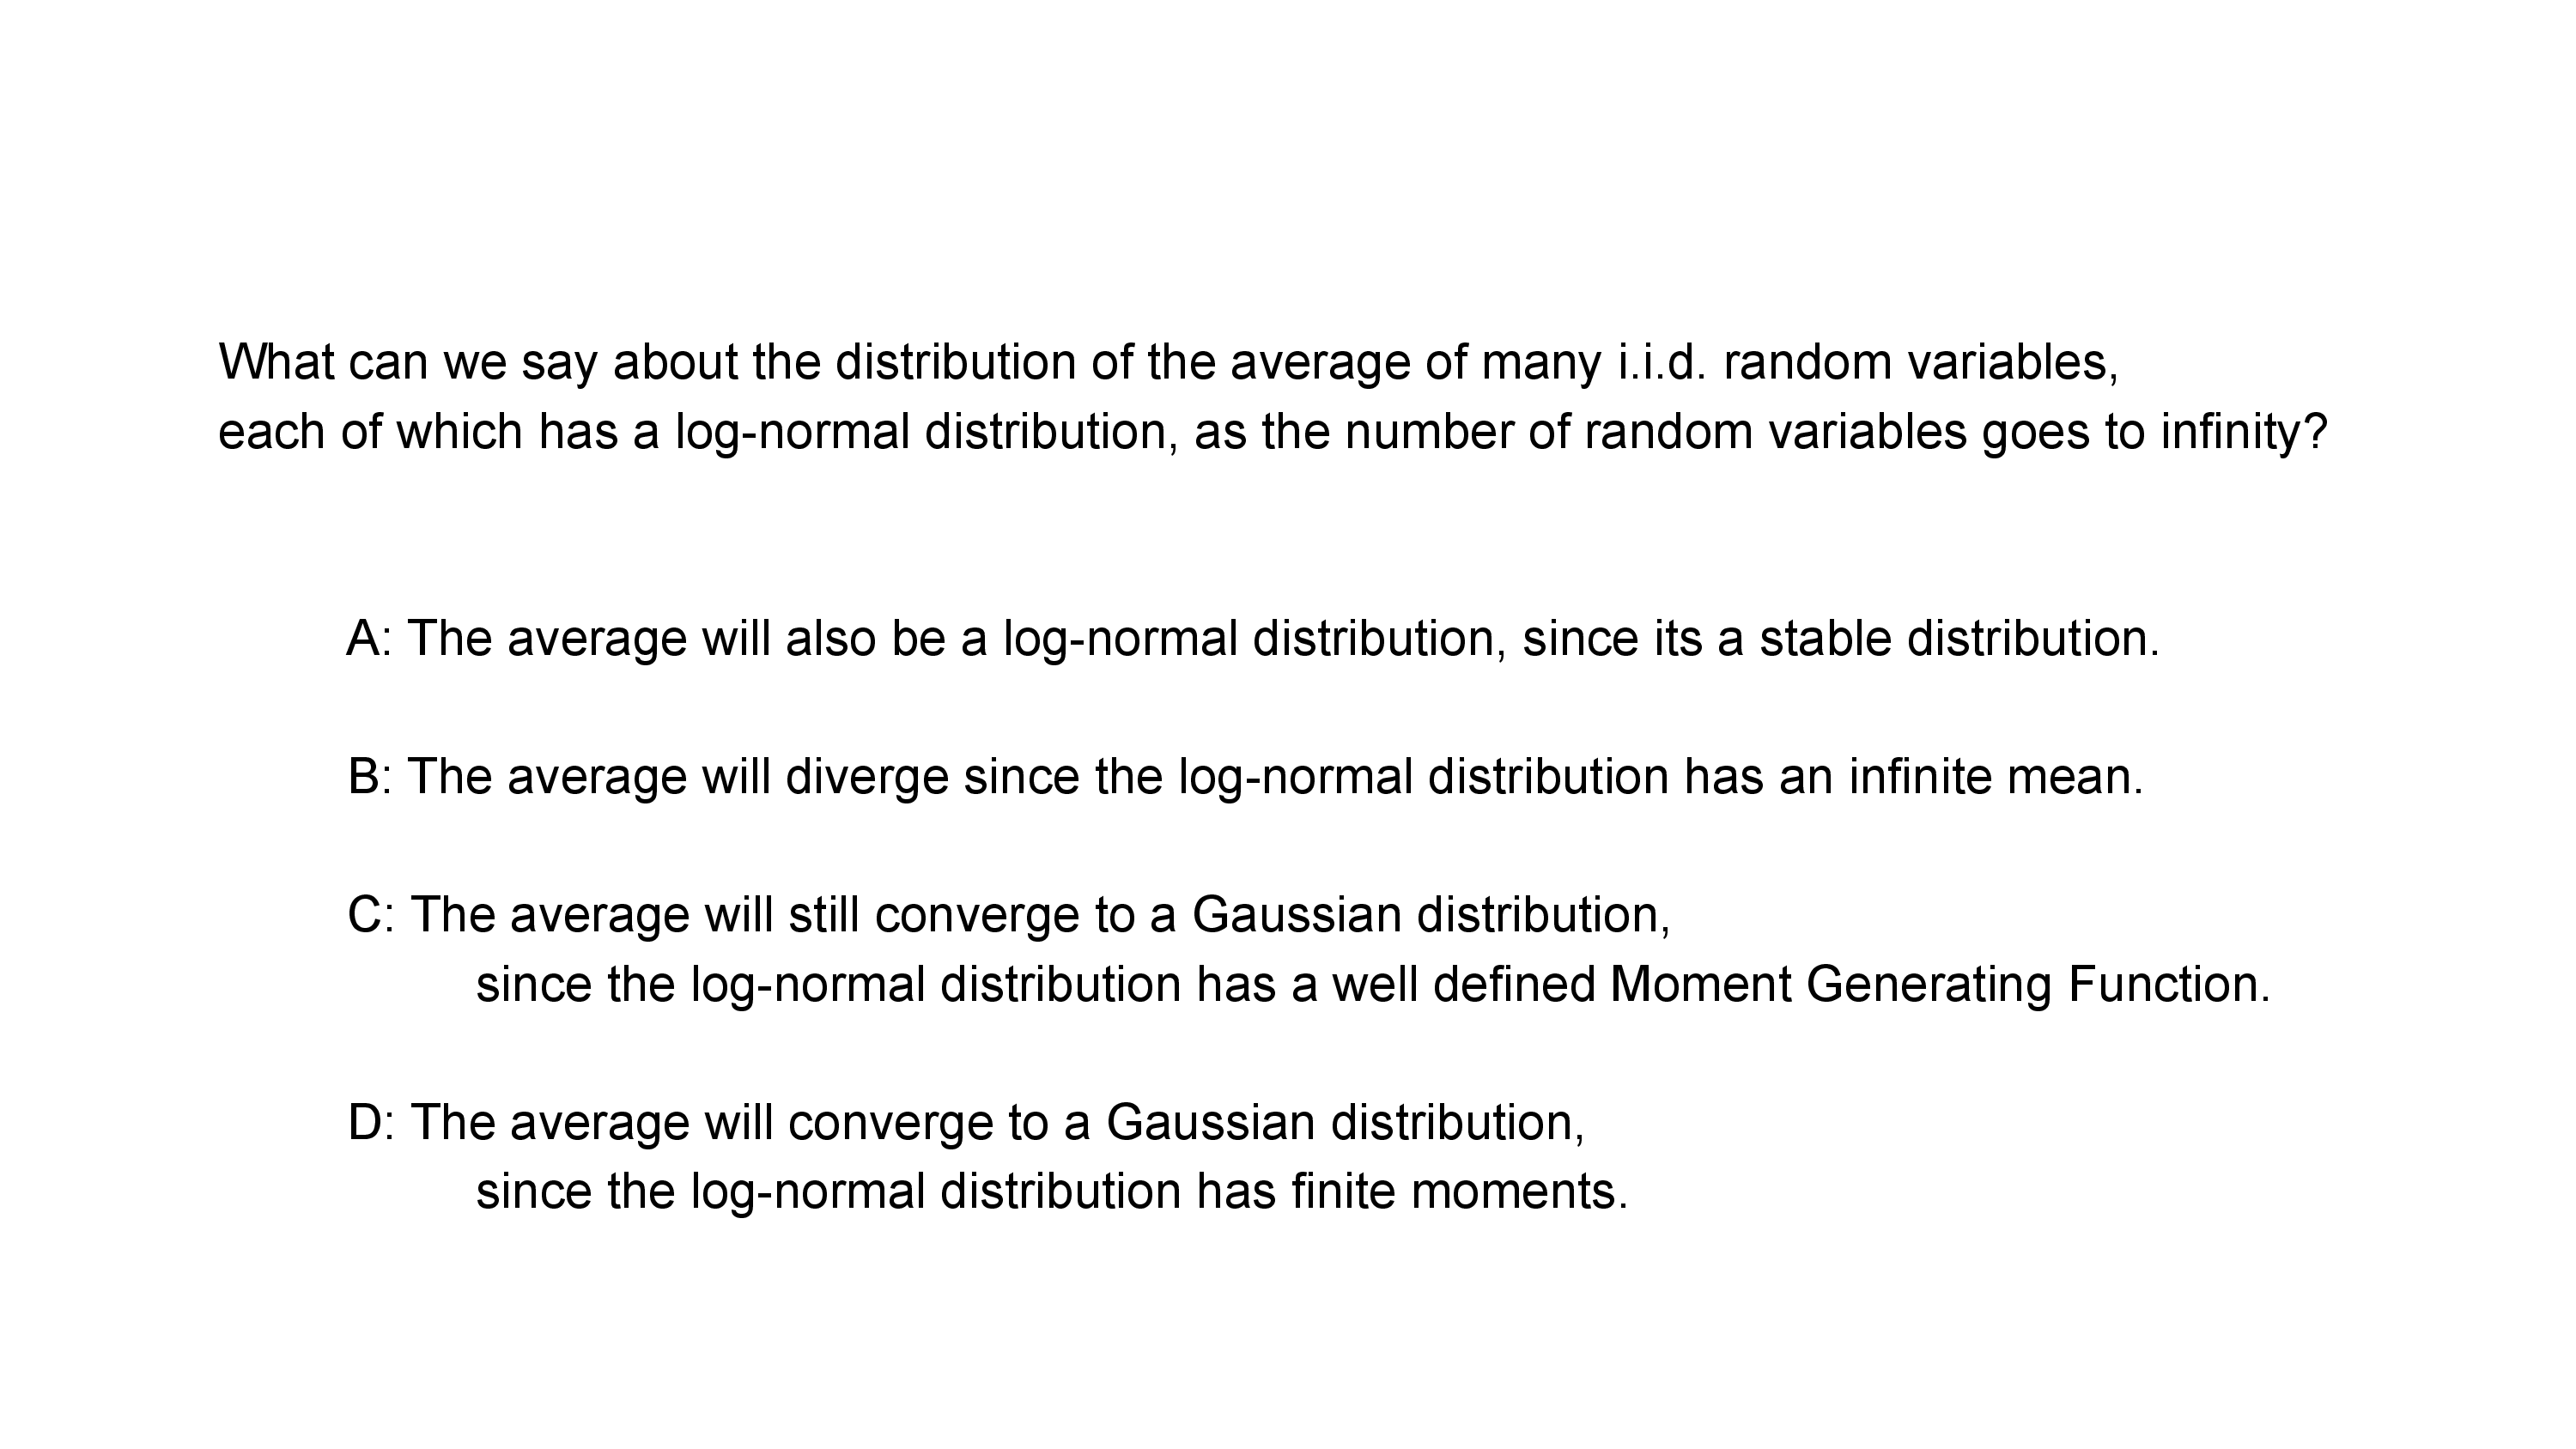 What can we say about the distribution of the average of many i.i.d. random variables,
each of which has a log-normal distribution, as the number of random variables goes to infinity?
A: The average will also be a log-normal distribution, since its a stable distribution.
B: The average will diverge since the log-normal distribution has an infinite mean.
C: The average will still converge to a Gaussian distribution,
since the log-normal distribution has a well defined Moment Generating Function.
D: The average will converge to a Gaussian distribution,
since the log-normal distribution has finite moments.